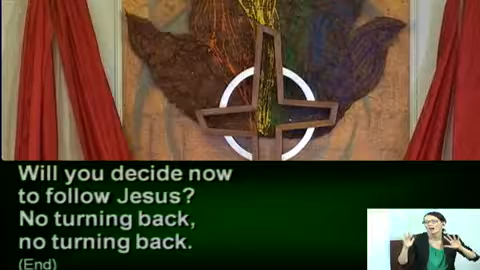 Will you decide now
to follow Jesus?
No turning back,
no turning back.
(End)